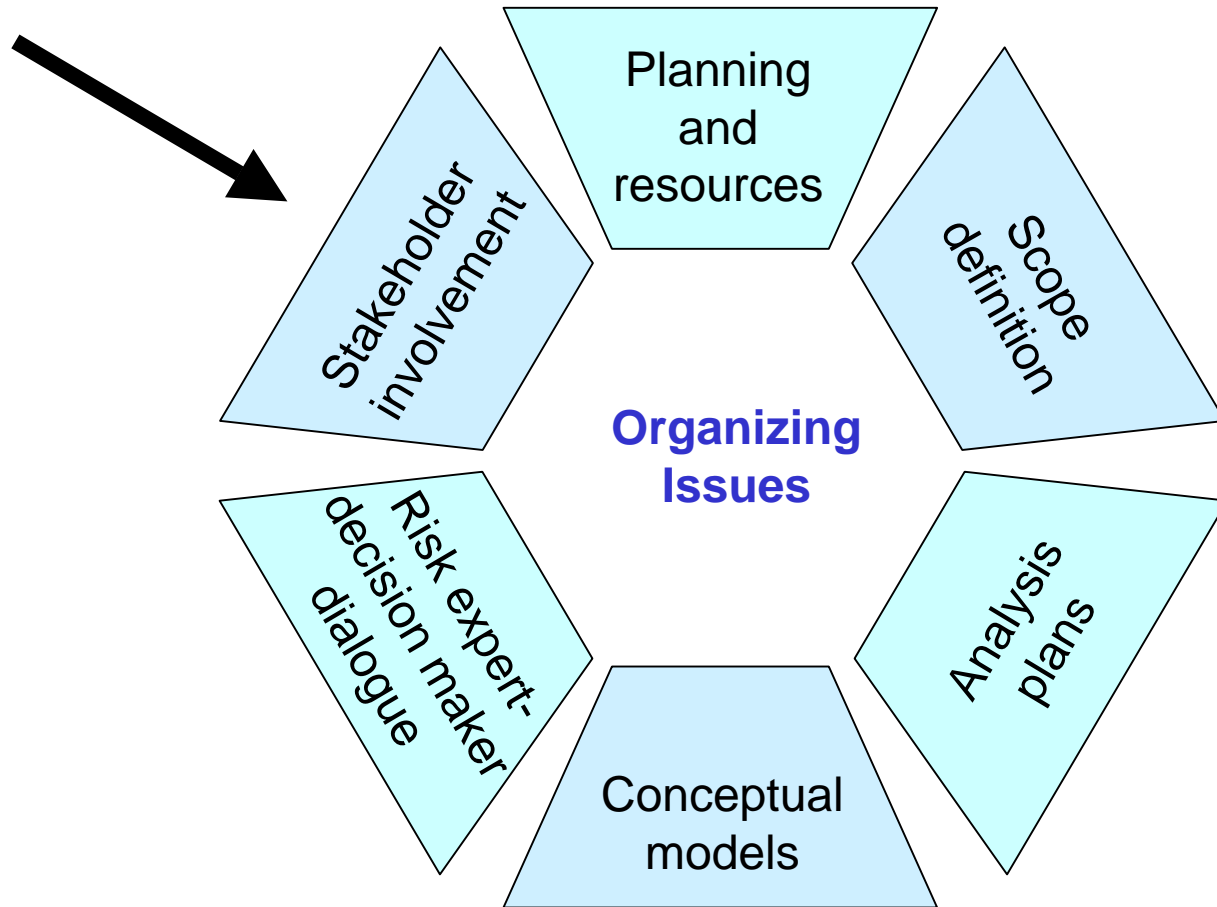 Planning
and
resources
Stakeholder
involvement
Scope
definition
Organizing
Issues
Risk expert-
decision maker
dialogue
Analysis
plans
Conceptual
models